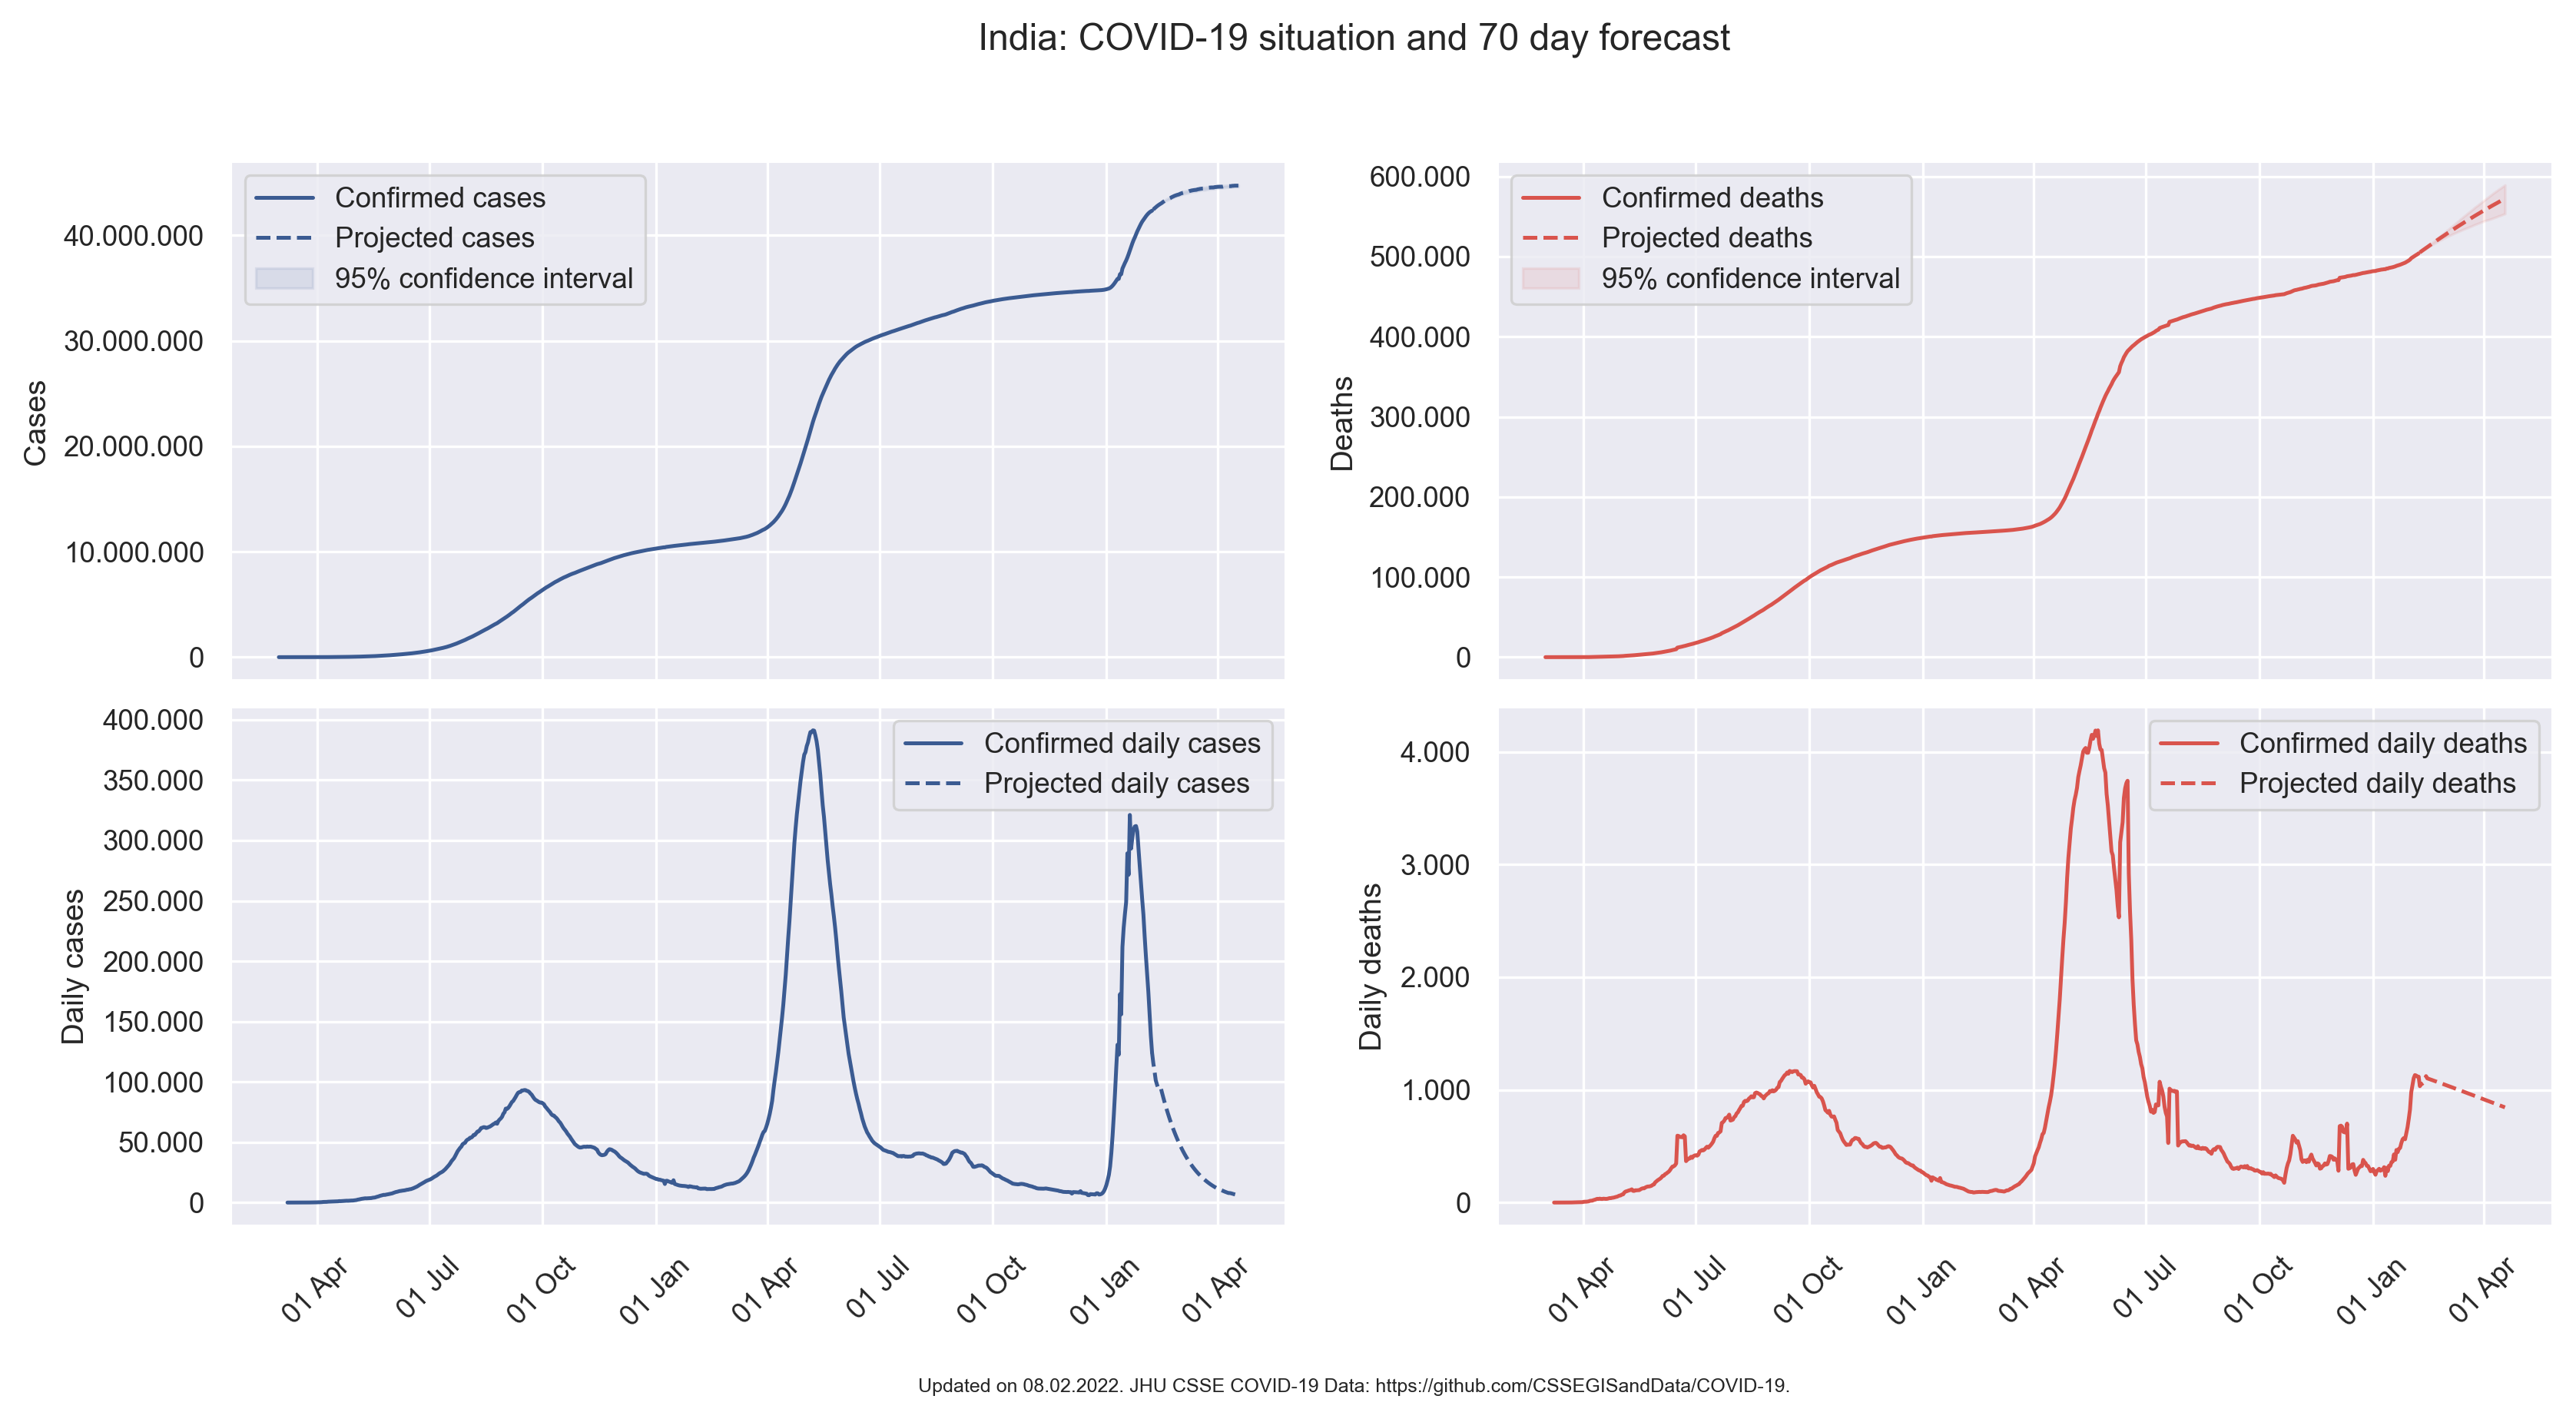 India: COVID-19 situation and 70 day forecast
Confirmed cases
Projected cases
95% confidence interval
Cases
40.000.000
30.000.000
20.000.000
10.000.000
0
Confirmed deaths
Projected deaths
95% confidence interval
Deaths
600.000
500.000
400.000
300.000
200.000
100.000
0
Confirmed daily cases
Projected daily cases
Daily cases
400.000
350.000
300.000
250.000
200.000
150.000
100.000
50.000
0
01 Apr
01 Jul
01 Oct
01 Jan
01 Apr
01 Jul
01 Oct
01 Jan
01 Apr
Confirmed daily deaths
Projected daily deaths
Daily deaths
4.000
3.000
2.000
1.000
0
01 Apr
01 Jul
01 Oct
01 Jan
01 Apr
01 Jul
01 Oct
01 Jan
01 Apr
Updated on 08.02.2022. JHU CSSE COVID-19 Data: https://github.com/CSSEGISandData/COVID-19.